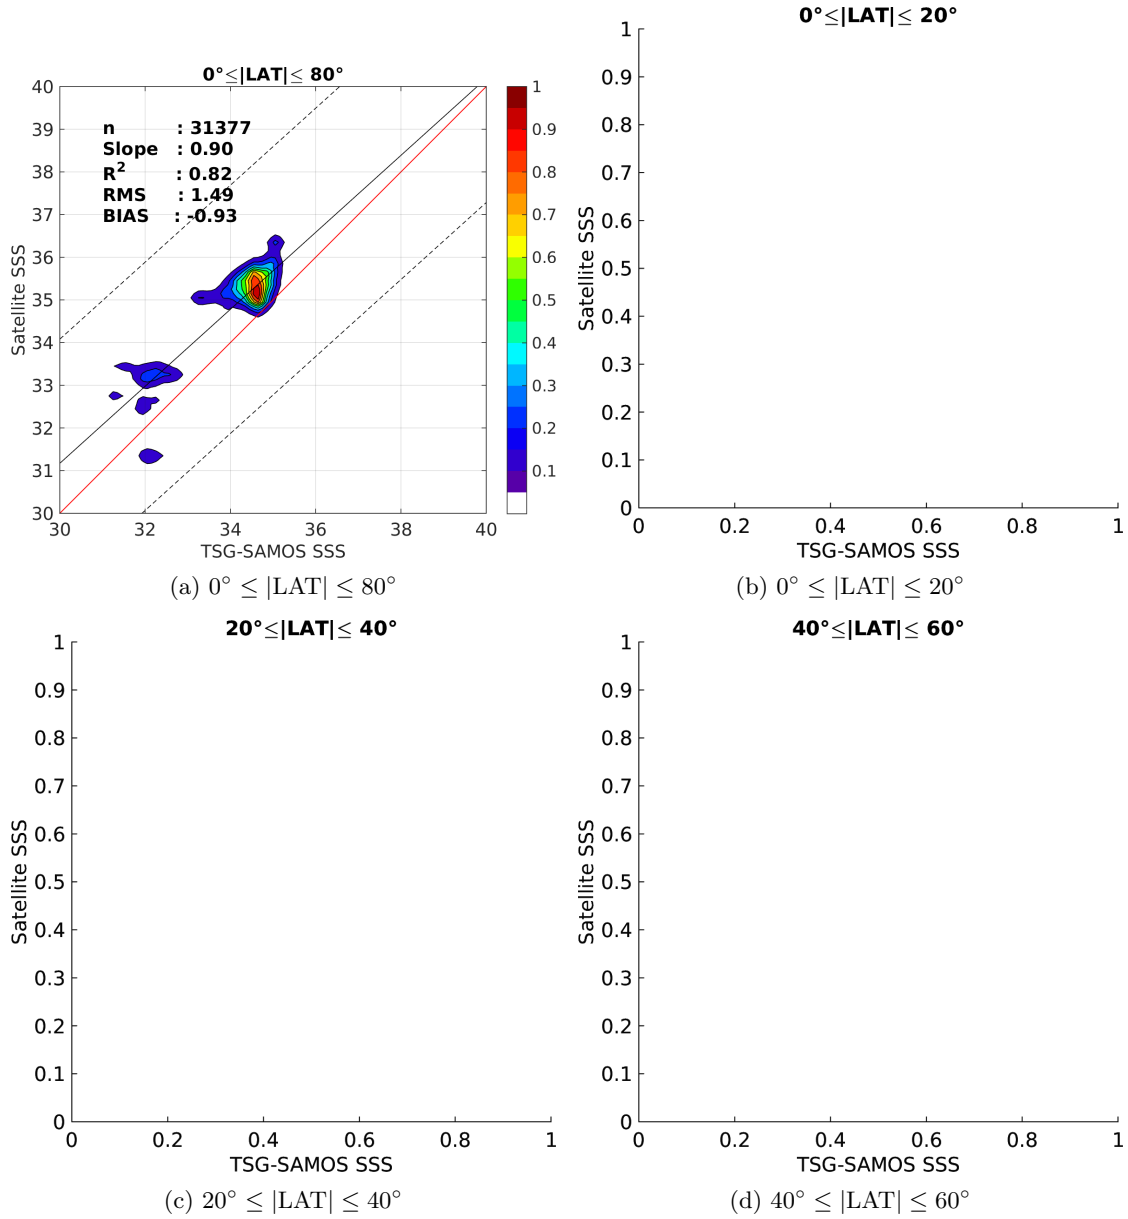 0°≤|LAT|≤ 80°
40
39
38
37
36
35
34
33
32
31
30
Satellite SSS
n : 31377
Slope : 0.90
R2 : 0.82
RMS : 1.49
BIAS : -0.93
30 32 34 36 38 40
TSG-SAMOS SSS
1
0.9
0.8
0.7
0.6
0.5
0.4
0.3
0.2
0.1
(a) 0° ≤ |LAT| ≤ 80°
0°≤|LAT|≤ 20°
1
0.9
0.8
0.7
0.6
0.5
0.4
0.3
0.2
0.1
0
Satellite SSS
0 0.2 0.4 0.6 0.8 1
TSG-SAMOS SSS
(b) 0° ≤ |LAT| ≤ 20°
20°≤|LAT|≤ 40°
1
0.9
0.8
0.7
0.6
0.5
0.4
0.3
0.2
0.1
0
Satellite SSS
0 0.2 0.4 0.6 0.8 1
TSG-SAMOS SSS
(c) 20° ≤ |LAT| ≤ 40°
40°≤|LAT|≤ 60°
1
0.9
0.8
0.7
0.6
0.5
0.4
0.3
0.2
0.1
0
Satellite SSS
0 0.2 0.4 0.6 0.8 1
TSG-SAMOS SSS
(d) 40° ≤ |LAT| ≤ 60°